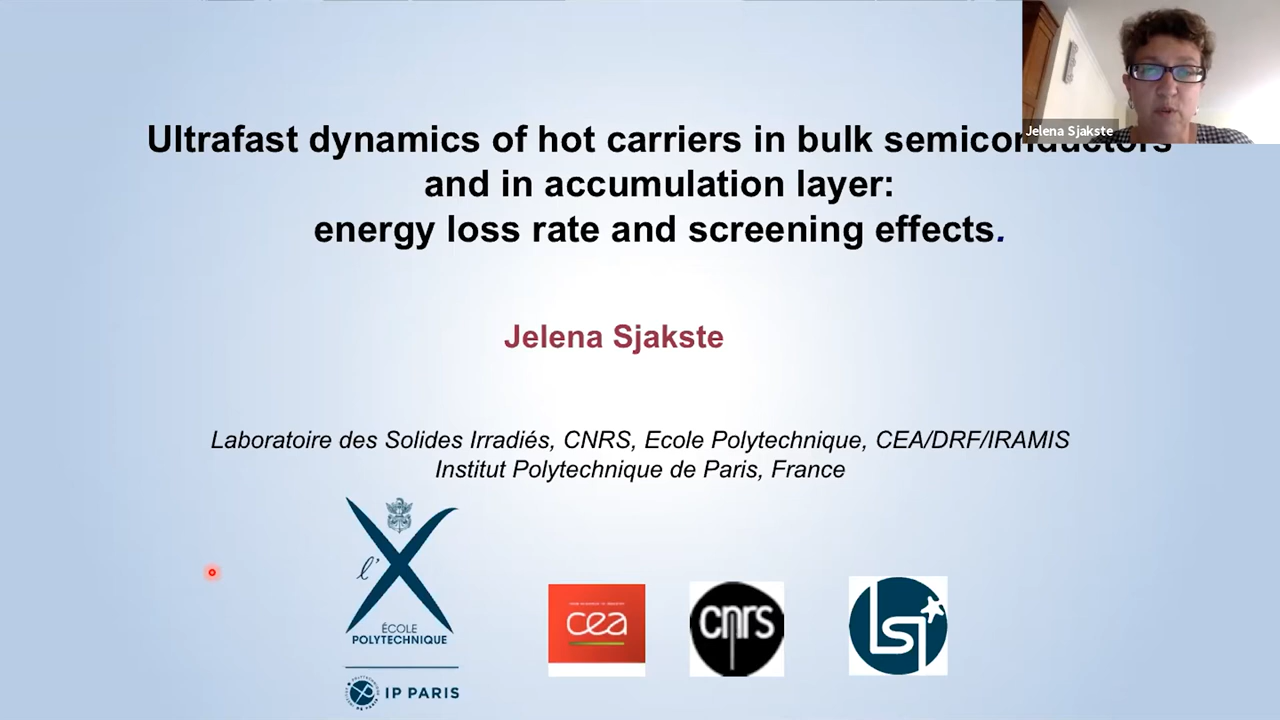 Ultrafast dynamics of hot carriers in bulk semiconductors
Jelena Sjakste
and in accumulation layer:
energy loss rate and screening effects.
Jelena Sjakste
Laboratoire des Solides Irradiés, CNRS, Ecole Polytechnique, CEA/DRF/IRAMIS
Institut Polytechnique de Paris, France
l'X
ÉCOLE
POLYTECHNIQUE
IP PARIS
cea
cnrs
lsi